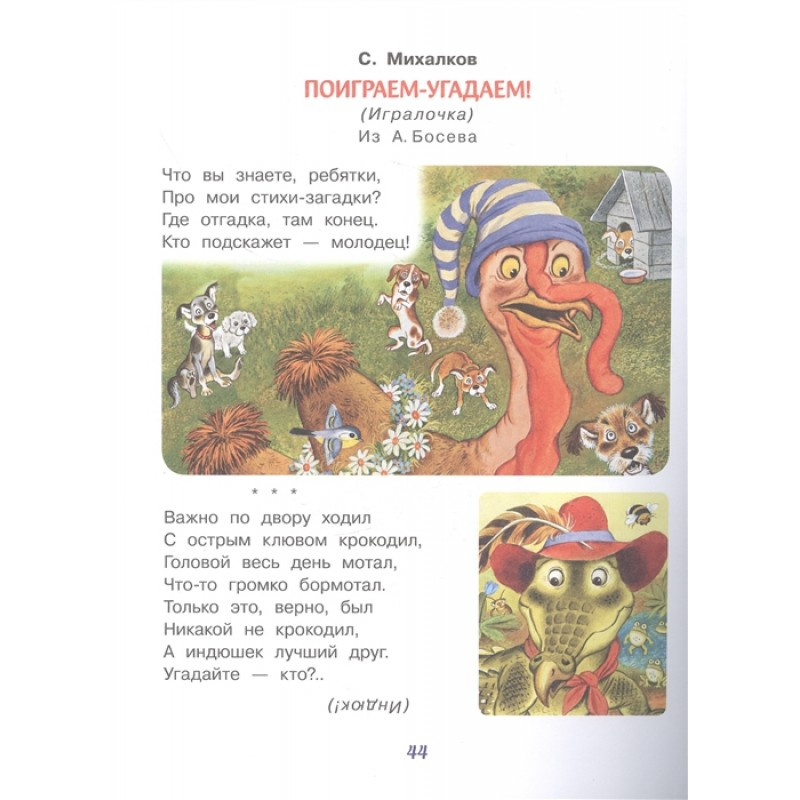 С. Михалков
ПОИГРАЕМ-УГАДАЕМ!
(Игралочка)
Из А. Босева
Что вы знаете, ребятки,
Про мои стихи-загадки?
Где отгадка, там конец.
Кто подскажет — молодец!
* * *
Важно по двору ходил
С острым клювом крокодил,
Головой весь день мотал,
Что-то громко бормотал.
Только это, верно, был
Никакой не крокодил,
А индюшек лучший друг.
Угадайте — кто?..
(Индюк!)
44